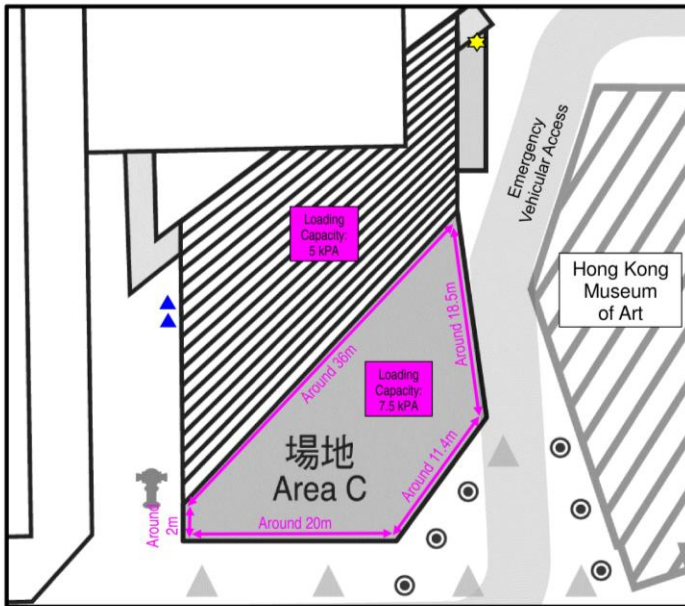 Emergency
Vehicular Access
Loading
Capacity:
5 kPA
Hong Kong
Museum
of Art
Around 18.5m
Around 36m
Loading
Capacity:
7.5 kPA
場地
Area C
Around 11.4m
Around
2m
Around 20m